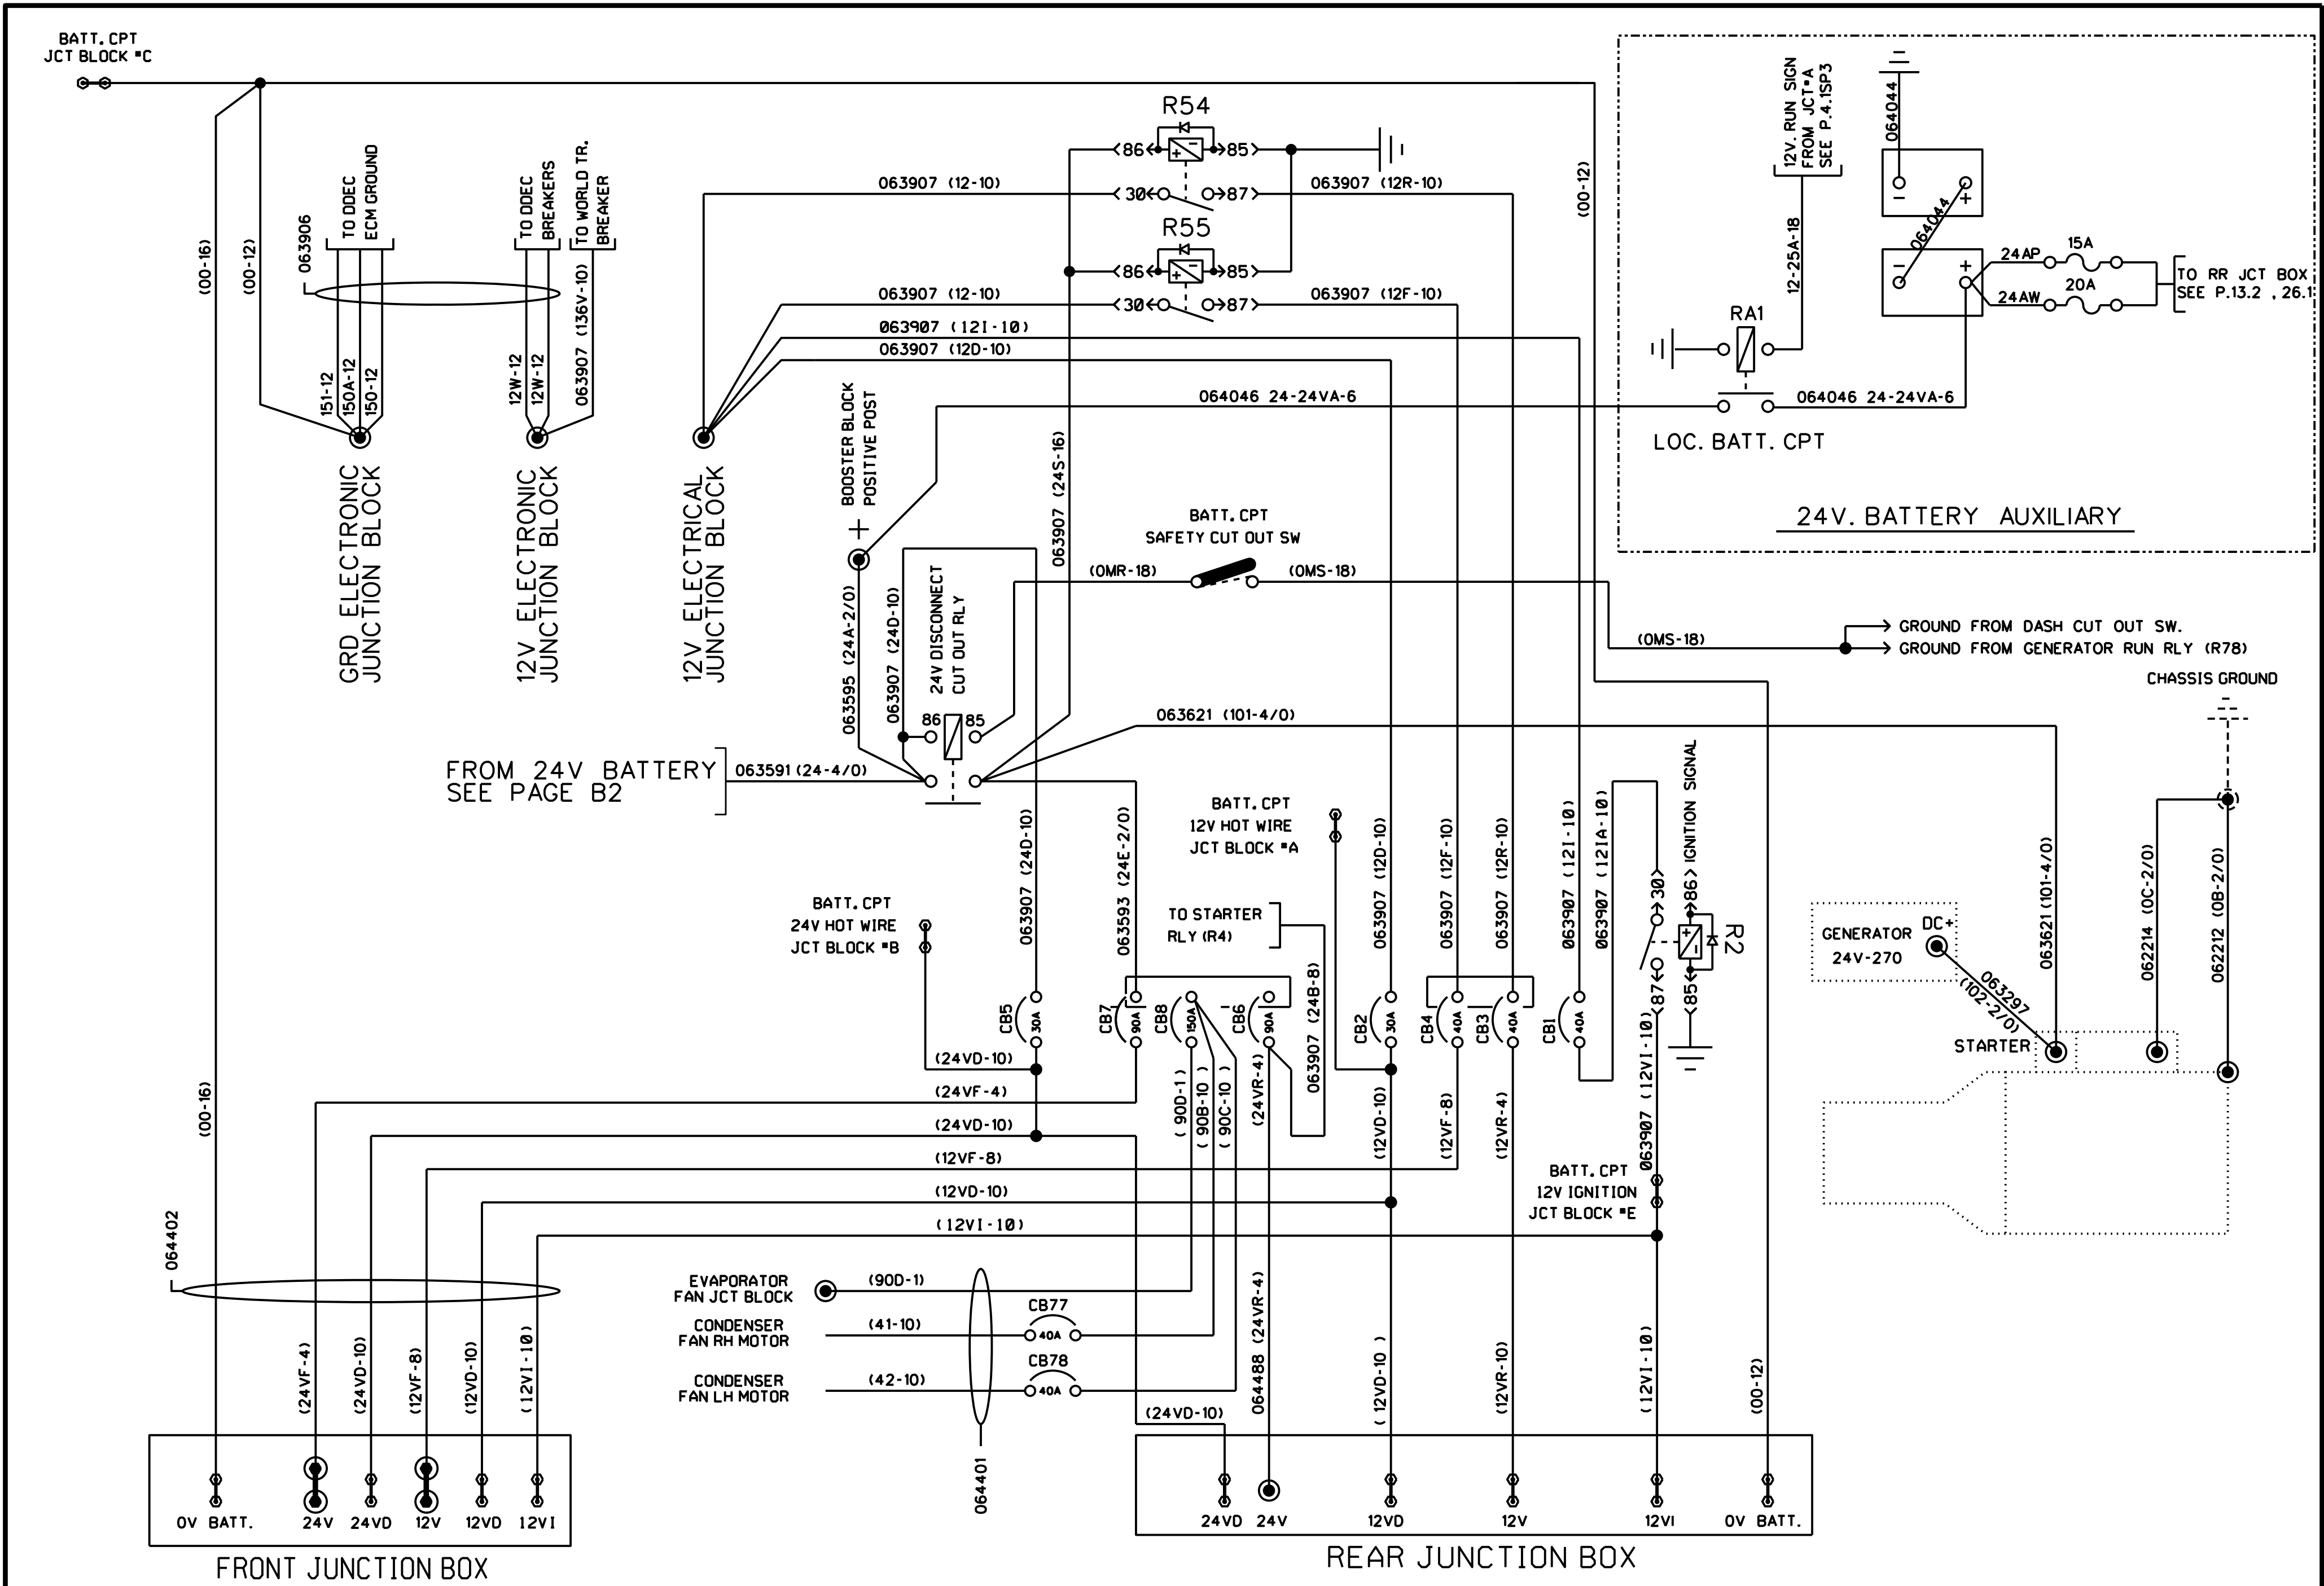 BATT. CPT
JCT BLOCK "C
(00-16)
(00-12)
063906
TO DDEC
ECM GROUND
TO DDEC
BREAKERS
TO WORLD TR.
BREAKER
151-12
150A-12
150-12
12W-12
12W-12
063907 (136V-10)
GRD ELECTRONIC
JUNCTION BLOCK
12V ELECTRONIC
JUNCTION BLOCK
12V ELECTRICAL
JUNCTION BLOCK
R54
86
85
063907 (12-10)
30
87
063907 (12R-10)
R55
86
85
063907 (12-10)
30
87
063907 (12F-10)
063907 (12I-10)
063907 (12D-10)
(00-12)
BOOSTER BLOCK
POSITIVE POST
+
064046 24-24VA-6
063907 (24S-16)
12V. RUN SIGN
FROM JCT"A
SEE P.4.1SP3
12-25A-18
064044
-
+
064044
-
+
24AP
15A
24AW
20A
TO RR JCT BOX
SEE P.13.2 , 26.1
RA1
064046 24-24VA-6
LOC. BATT. CPT
24V. BATTERY AUXILIARY
BATT. CPT
SAFETY CUT OUT SW
(0MR-18)
(0MS-18)
(0MS-18)
GROUND FROM DASH CUT OUT SW.
GROUND FROM GENERATOR RUN RLY (R78)
CHASSIS GROUND
063595 (24A-2/0)
063907 (24D-10)
24V DISCONNECT
CUT OUT RLY
86
85
063621 (101-4/0)
FROM 24V BATTERY
SEE PAGE B2
063591 (24-4/0)
BATT. CPT
24V HOT WIRE
JCT BLOCK "B
063907 (24D-10)
063593 (24E-2/0)
BATT. CPT
12V HOT WIRE
JCT BLOCK "A
TO STARTER
RLY (R4)
063907 (24B-8)
063907 (12D-10)
063907 (12F-10)
063907 (12R-10)
063907 (12I-10)
063907 (12IA-10)
30
86
IGNITION SIGNAL
R2
87
85
GENERATOR
24V-270
DC+
063297
(102-2/0)
063621 (101-4/0)
062214 (0C-2/0)
062212 (0B-2/0)
STARTER
CB5
30A
CB7
90A
CB8
150A
CB6
90A
CB2
30A
CB4
40A
CB3
40A
CB1
40A
(24VD-10)
(24VF-4)
(24VD-10)
(12VF-8)
(12VD-10)
(12VI-10)
(90D-1)
(90B-10)
(90C-10)
(24VR-4)
(12VD-10)
(12VF-8)
(12VR-4)
063907 (12VI-10)
BATT. CPT
12V IGNITION
JCT BLOCK "E
(00-16)
064402
EVAPORATOR
FAN JCT BLOCK
(90D-1)
CONDENSER
FAN RH MOTOR
(41-10)
CB77
40A
CONDENSER
FAN LH MOTOR
(42-10)
CB78
40A
064401
(24VF-4)
(24VD-10)
(12VF-8)
(12VD-10)
(12VI-10)
(24VD-10)
064488 (24VR-4)
(12VD-10)
(12VR-10)
(12VI-10)
(00-12)
0V BATT.
24V
24VD
12V
12VD
12VI
FRONT JUNCTION BOX
24VD
24V
12VD
12V
12VI
0V BATT.
REAR JUNCTION BOX